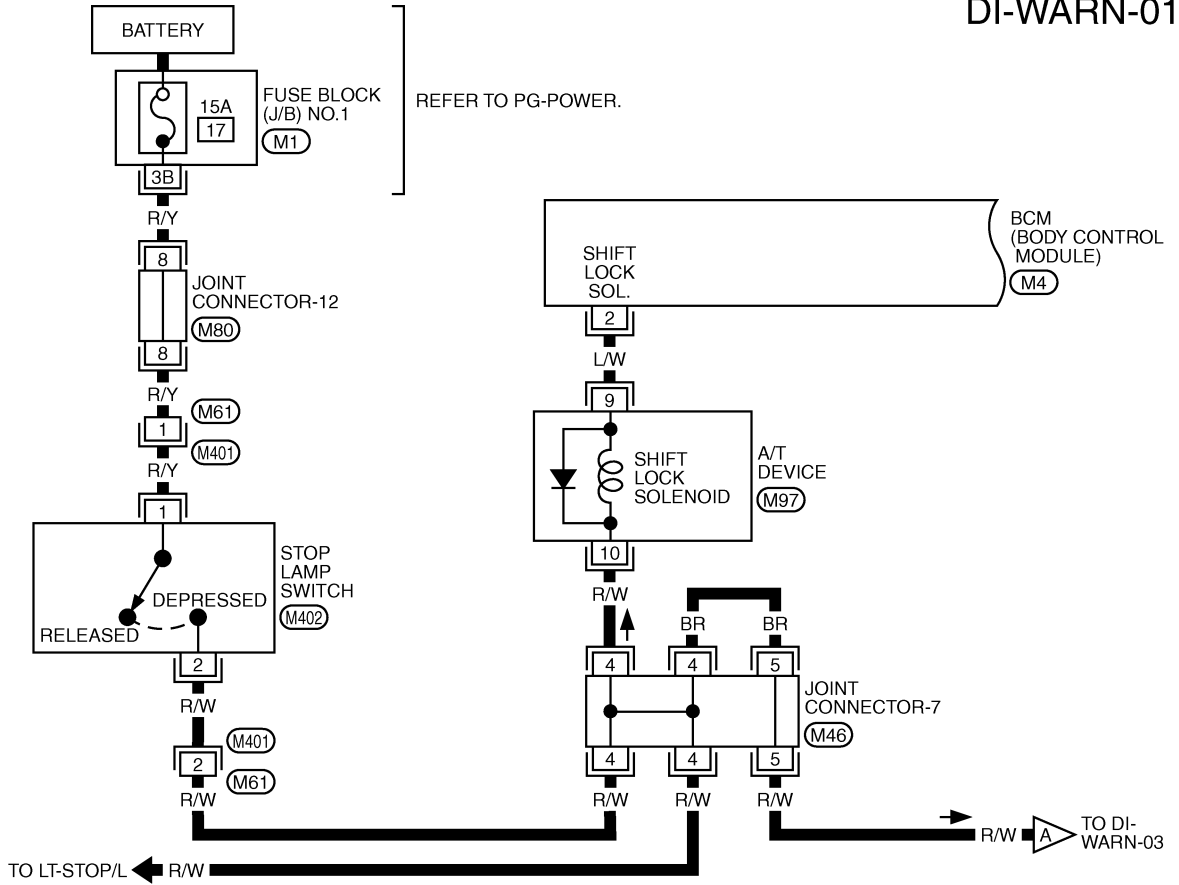 DI-WARN-01
BATTERY
15A
17
FUSE BLOCK
(J/B) NO.1
M1
REFER TO PG-POWER.
3B
R/Y
8
JOINT
CONNECTOR-12
M80
8
R/Y
M61
1
M401
R/Y
1
STOP
LAMP
SWITCH
M402
DEPRESSED
RELEASED
2
R/W
M401
2
M61
R/W
BCM
(BODY CONTROL
MODULE)
M4
SHIFT
LOCK
SOL.
2
L/W
9
SHIFT
LOCK
SOLENOID
A/T
DEVICE
M97
10
R/W
BR
BR
4
4
5
JOINT
CONNECTOR-7
M46
4
4
5
R/W
R/W
R/W
R/W
A
TO DI-
WARN-03
TO LT-STOP/L
R/W